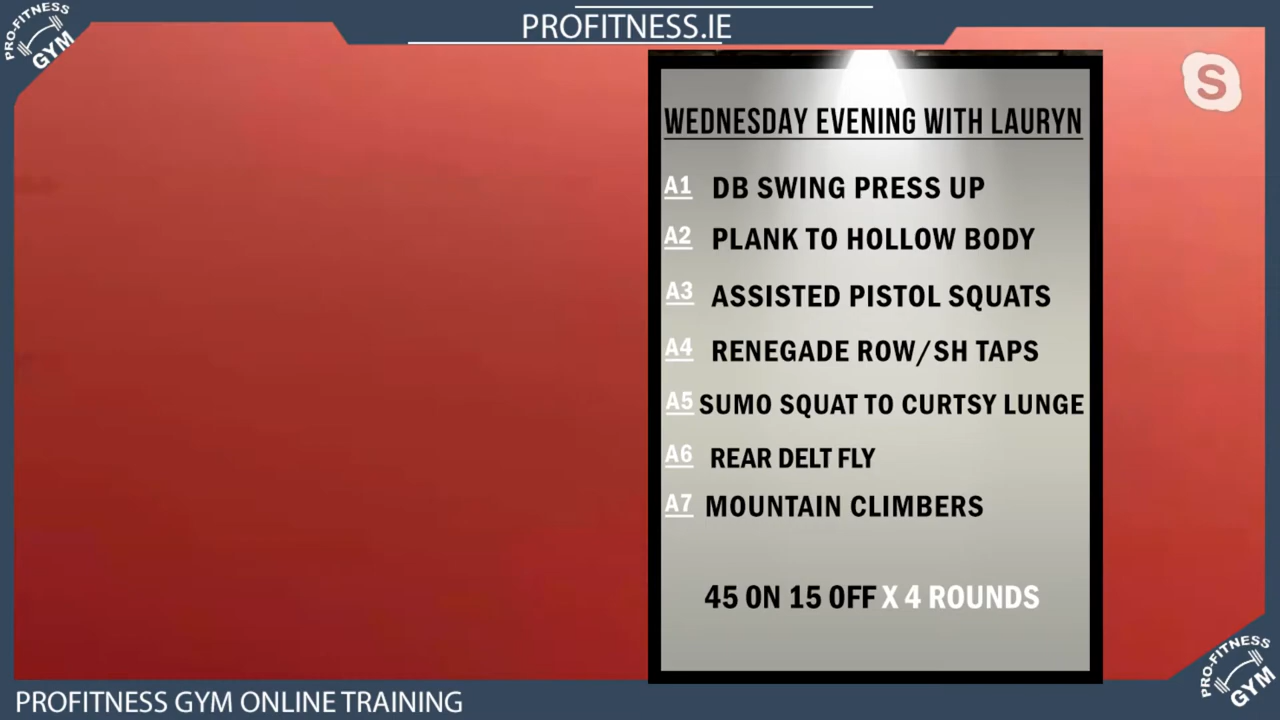 PROFITNESS.IE
PRO-FITNESS
GYM
S
WEDNESDAY EVENING WITH LAURYN
A1 DB SWING PRESS UP
A2 PLANK TO HOLLOW BODY
A3 ASSISTED PISTOL SQUATS
A4 RENEGADE ROW/SH TAPS
A5 SUMO SQUAT TO CURTSY LUNGE
A6 REAR DELT FLY
A7 MOUNTAIN CLIMBERS
45 ON 15 OFF X 4 ROUNDS
PROFITNESS GYM ONLINE TRAINING
PRO-FITNESS
GYM